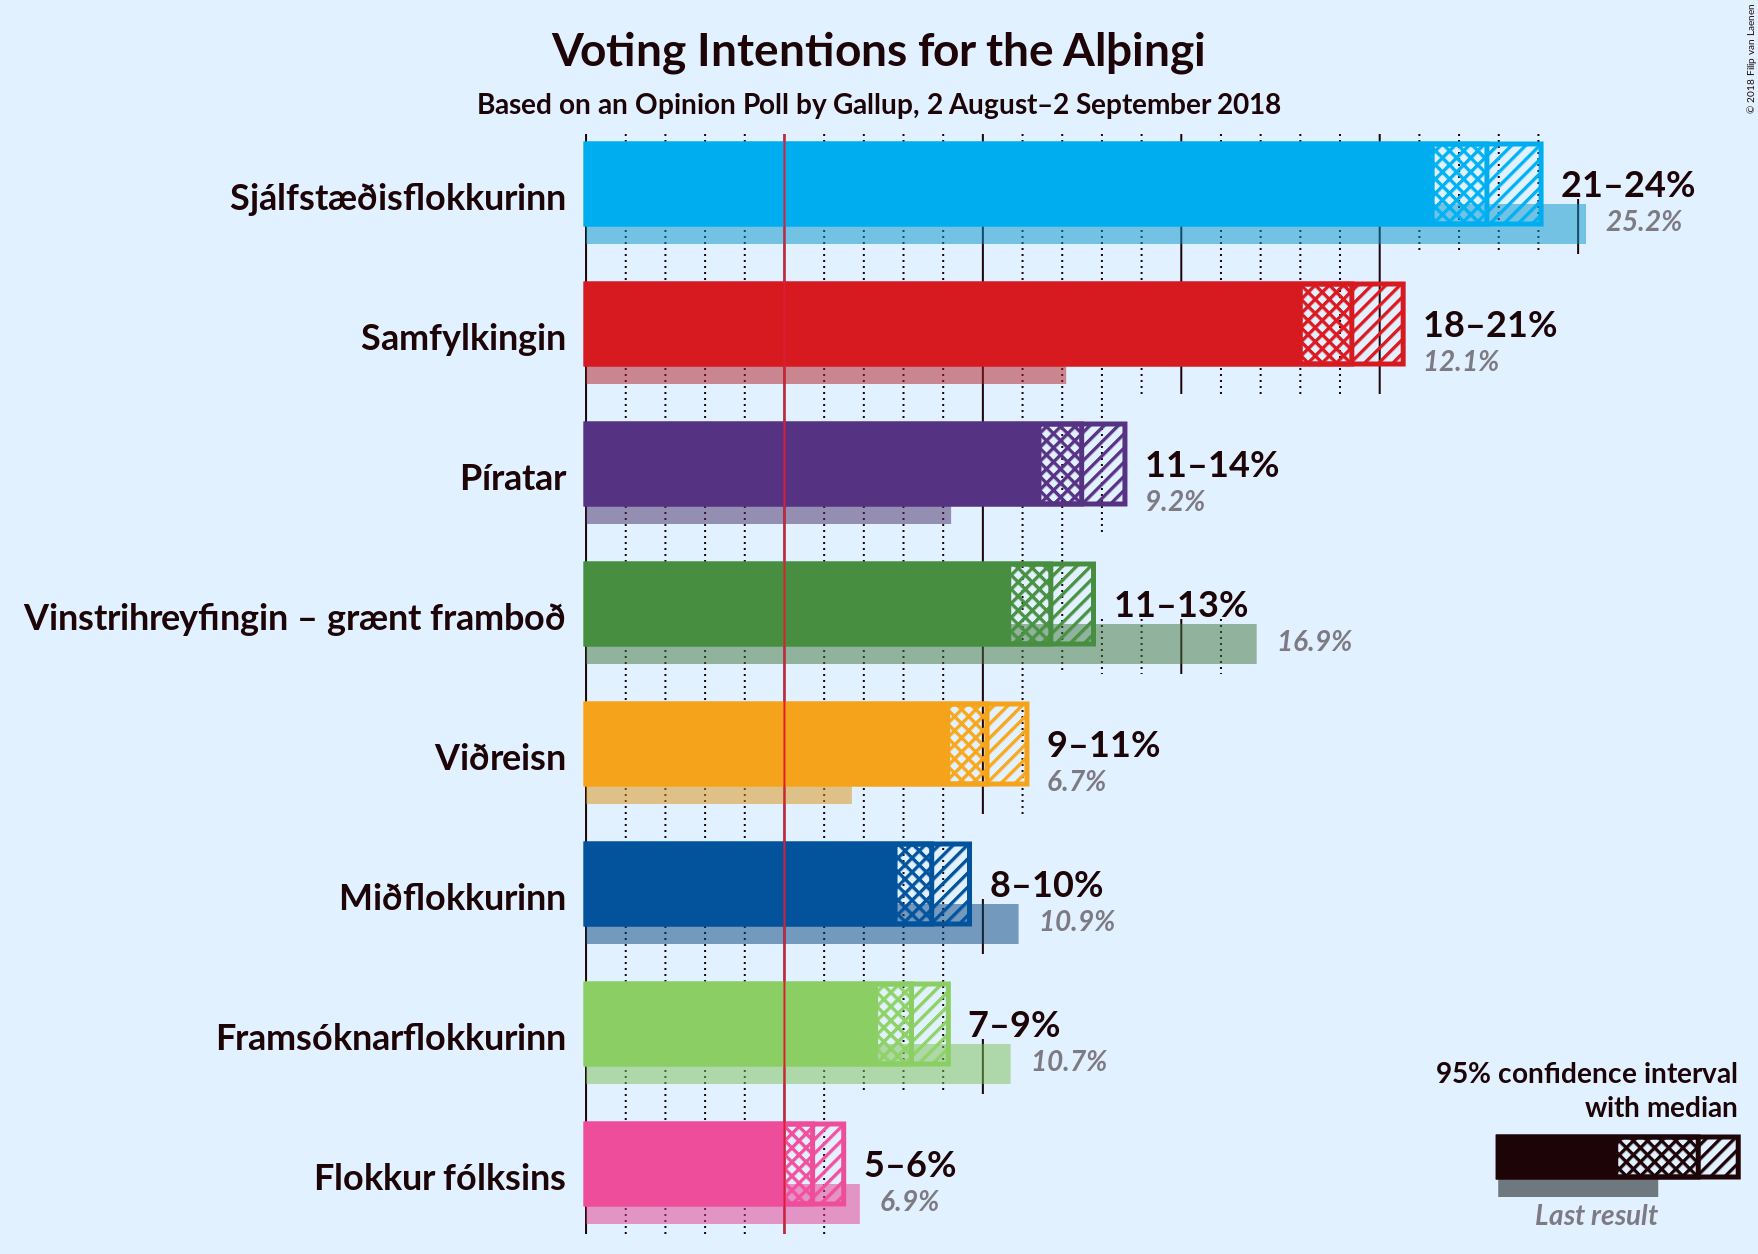 Voting Intentions for the Alþingi
Based on an Opinion Poll by Gallup, 2 August–2 September 2018
© 2018 Filip van Laenen
Sjálfstæðisflokkurinn
21–24%
25.2%
Samfylkingin
18–21%
12.1%
Píratar
11–14%
9.2%
Vinstrihreyfingin – grænt framboð
11–13%
16.9%
Viðreisn
9–11%
6.7%
Miðflokkurinn
8–10%
10.9%
Framsóknarflokkurinn
7–9%
10.7%
Flokkur fólksins
5–6%
6.9%
95% confidence interval
with median
Last result